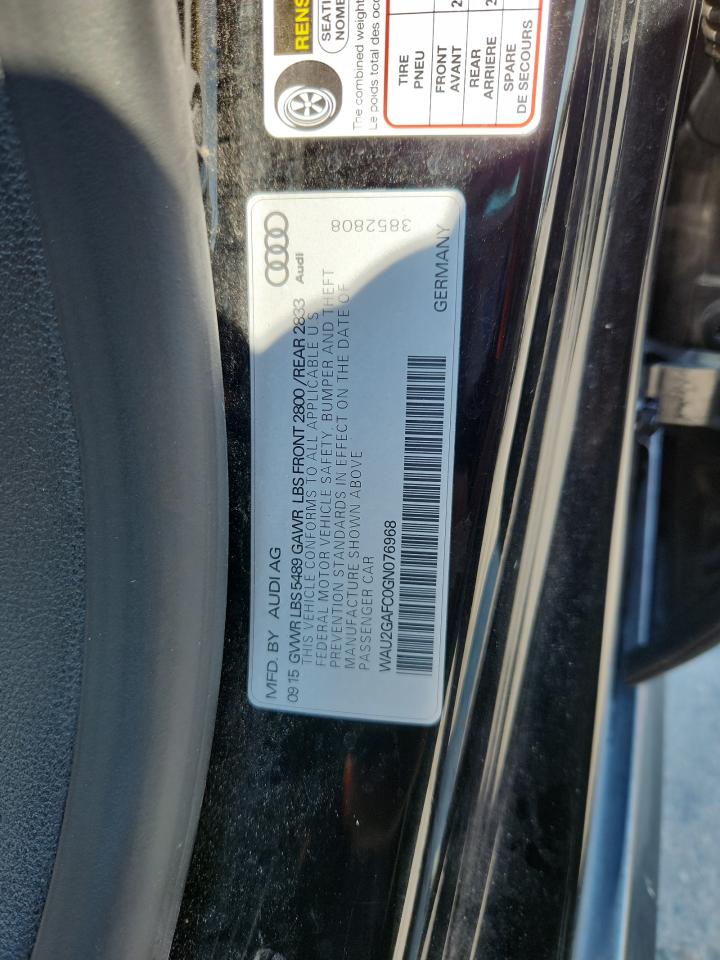 MFD. BY AUDI AG
09 15 GVWR LBS 5489 GAWR LBS FRONT 2800 / REAR 2833
THIS VEHICLE CONFORMS TO ALL APPLICABLE U S
FEDERAL MOTOR VEHICLE SAFETY, BUMPER AND THEFT
PREVENTION STANDARDS IN EFFECT ON THE DATE OF
MANUFACTURE SHOWN ABOVE
PASSENGER CAR
WAU2GAFC0GN076968
GERMANY
Audi
3852808
RENS
SEATI
NOMB
The combined weight
Le poids total des occ
TIRE
PNEU
FRONT
AVANT
REAR
ARRIERE
SPARE
DE SECOURS
2
2